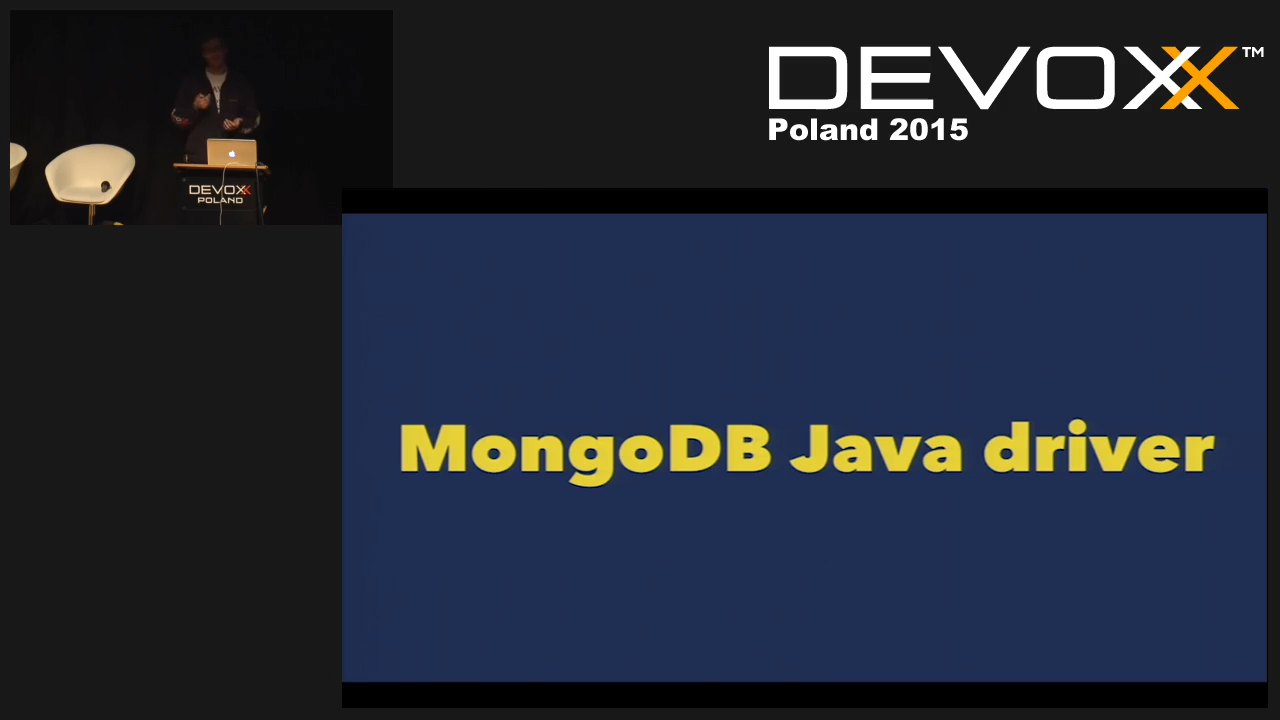 DEVOXX™
Poland 2015
DEVOXX
POLAND
MongoDB Java driver